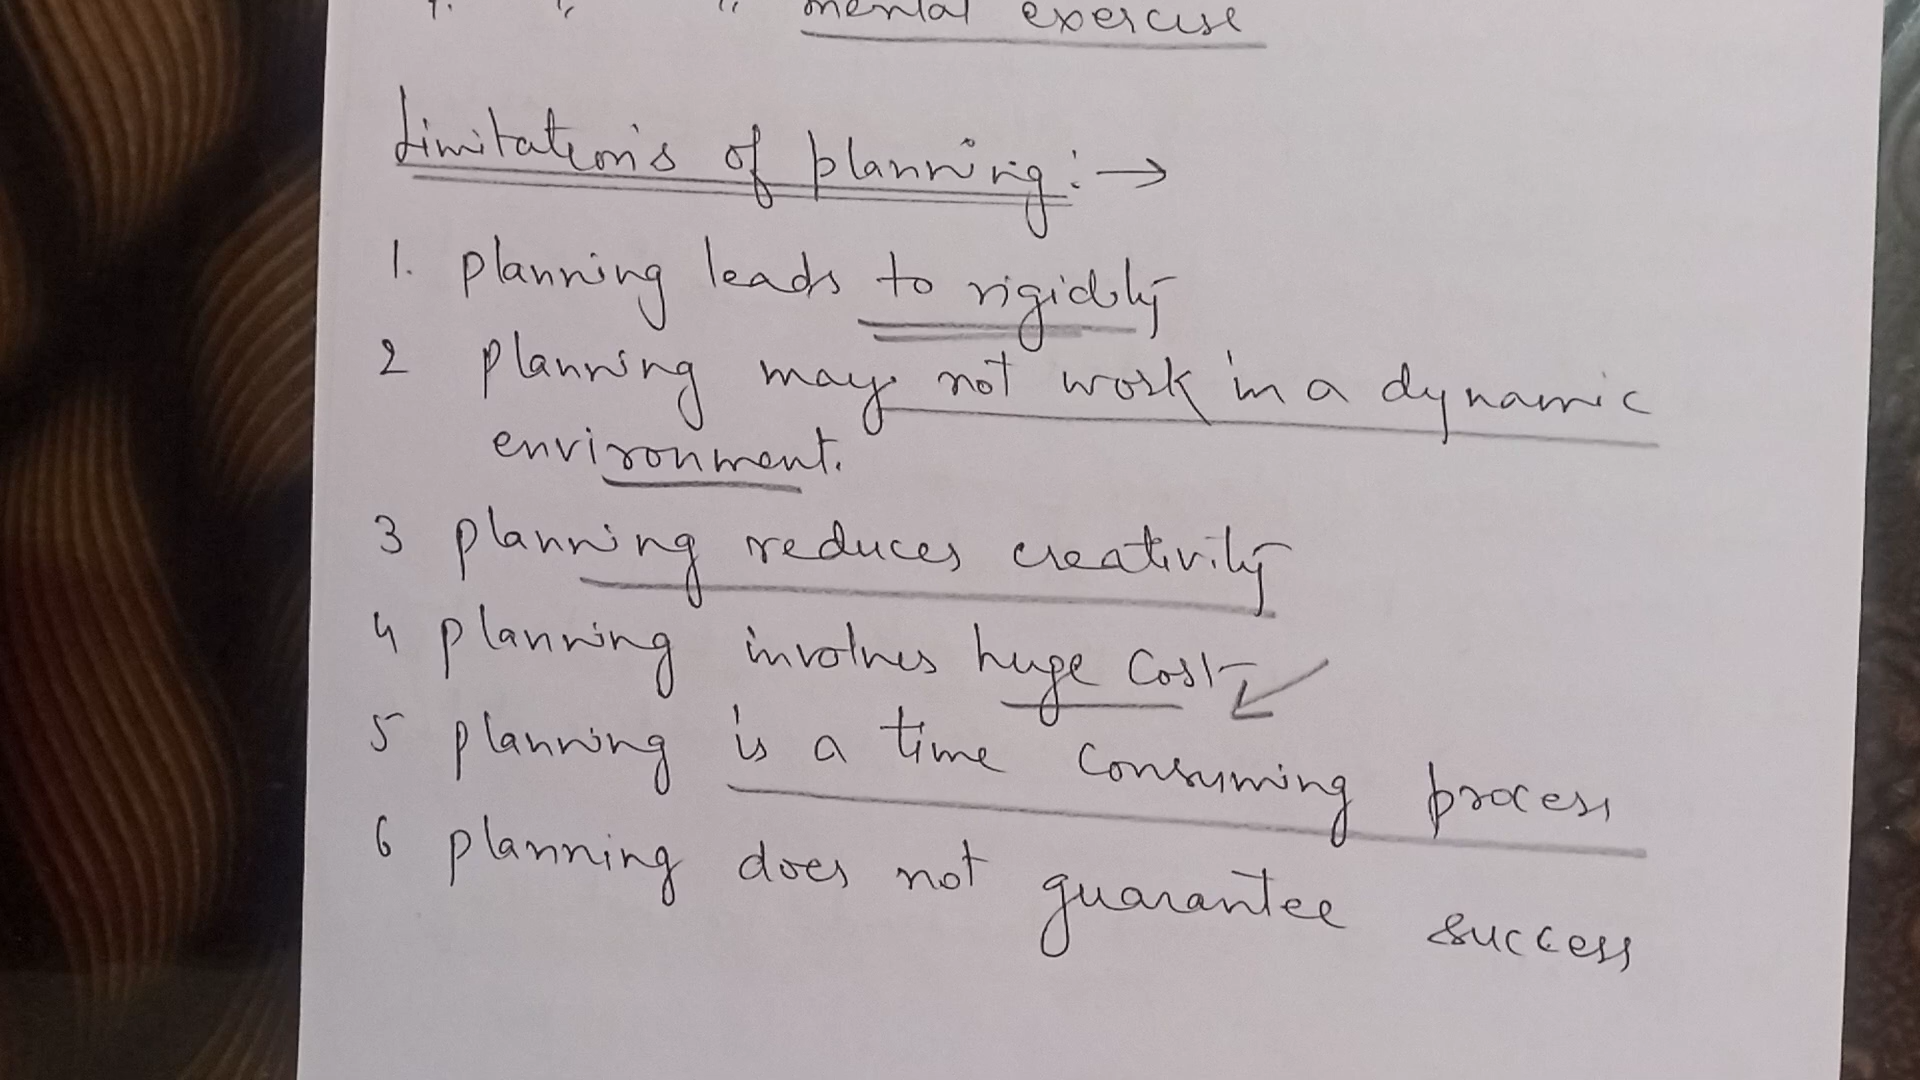 7. " " mental exercise
Limitations of planning:→
1. planning leads to rigidity
2 planning may not work in a dynamic
environment.
3 planning reduces creativity
4 planning involves huge cost
5 planning is a time consuming process
6 planning does not guarantee success